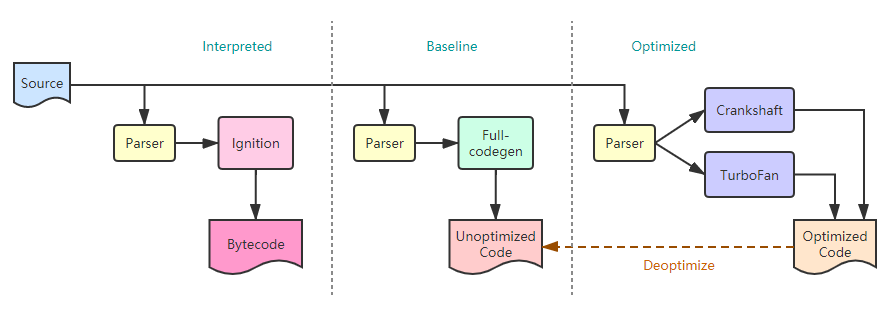 Interpreted
Baseline
Optimized
Source
Parser
Ignition
Parser
Full-
codegen
Parser
Crankshaft
TurboFan
Bytecode
Unoptimized
Code
Optimized
Code
Deoptimize